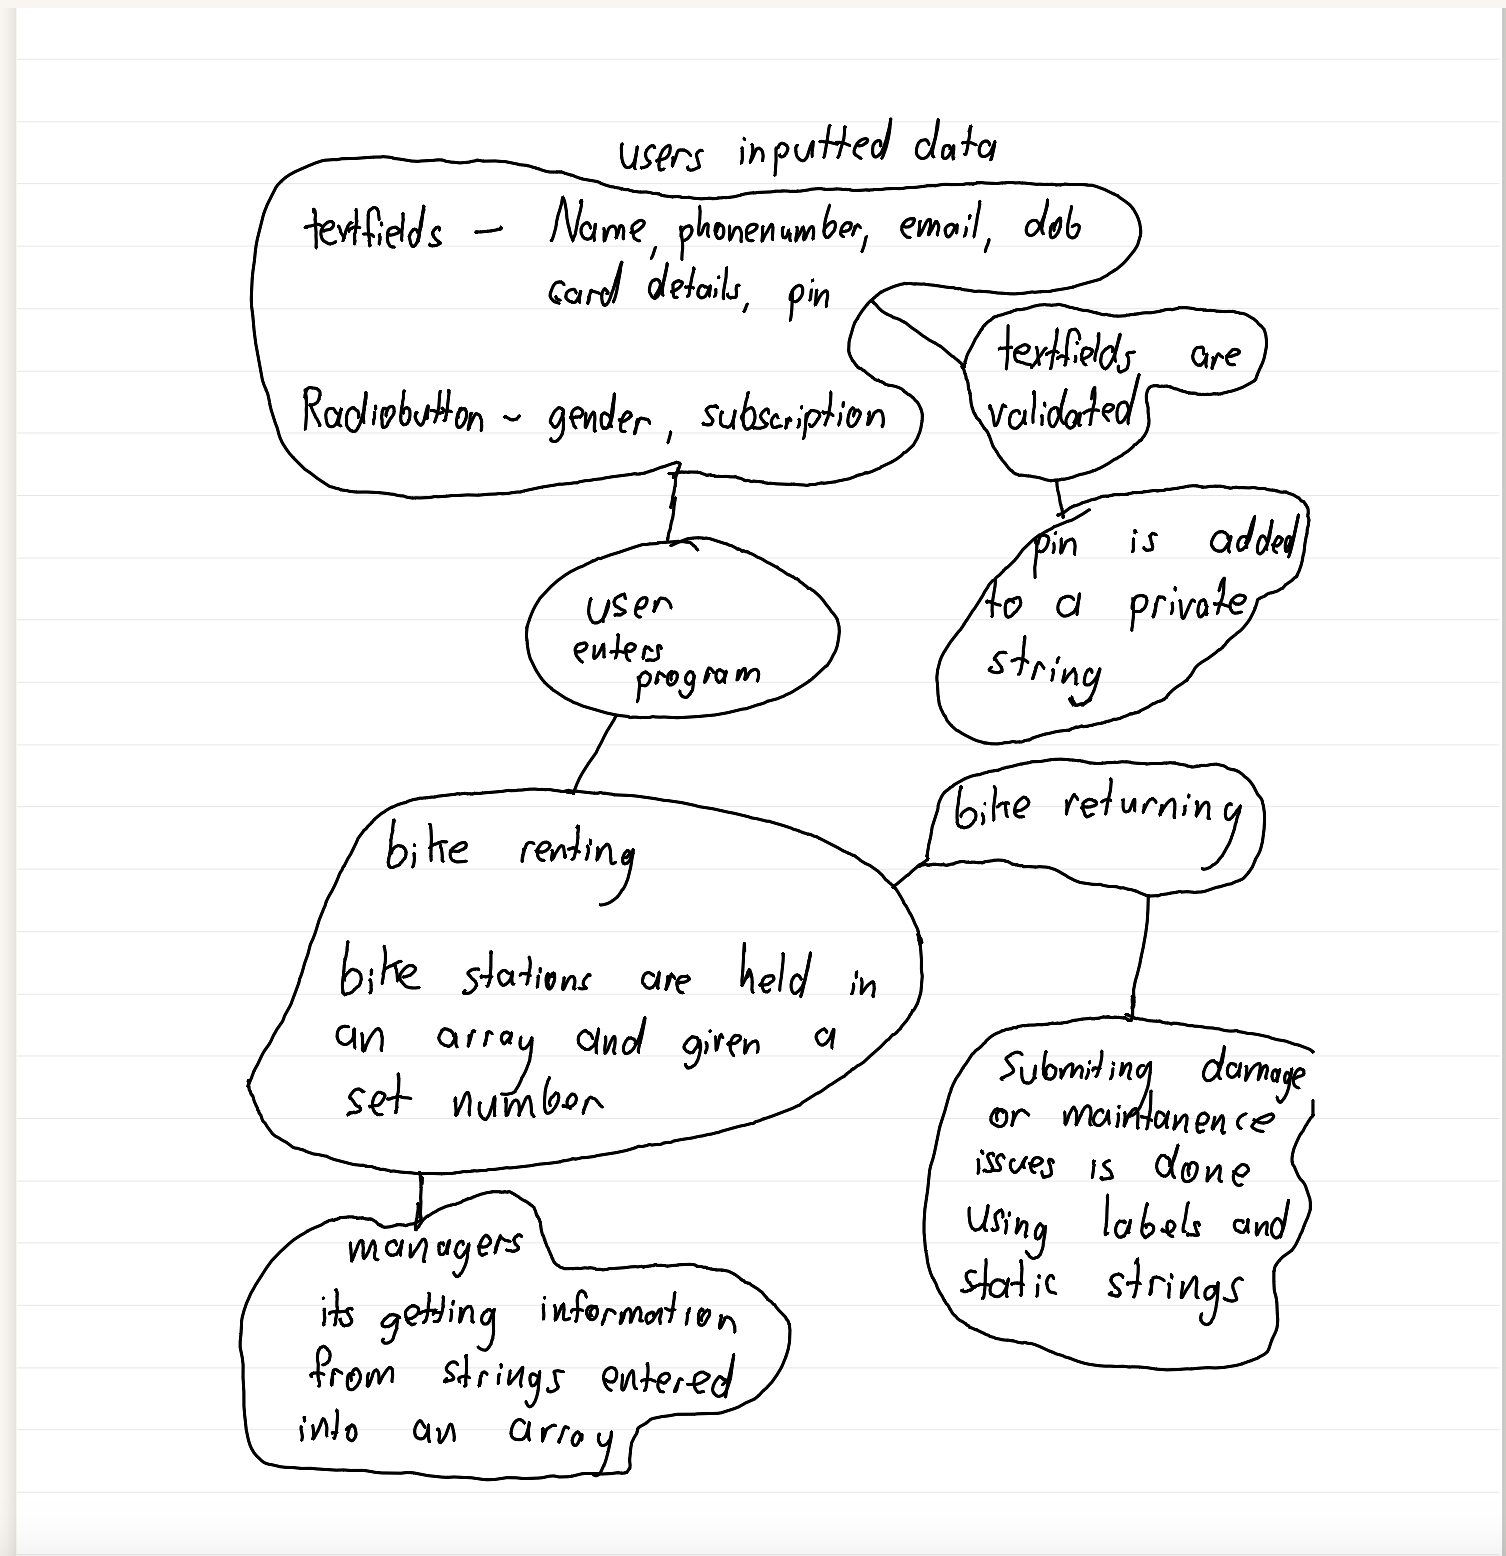 users inputted data
textfields - Name, phonenumber, email, dob
card details, pin
Radiobutton - gender, subscription
textfields are
validated
pin is added
to a private
string
user
enters
program
bike renting
bike stations are held in
an array and given a
set number
bike returning
Submiting damage
or maintanence
issues is done
using labels and
static strings
managers
its getting information
from strings entered
into an array